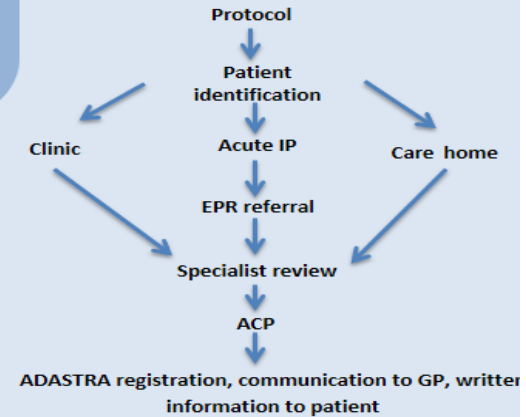 Protocol
Patient
identification
Clinic
Acute IP
Care home
EPR referral
Specialist review
ACP
ADASTRA registration, communication to GP, written
information to patient